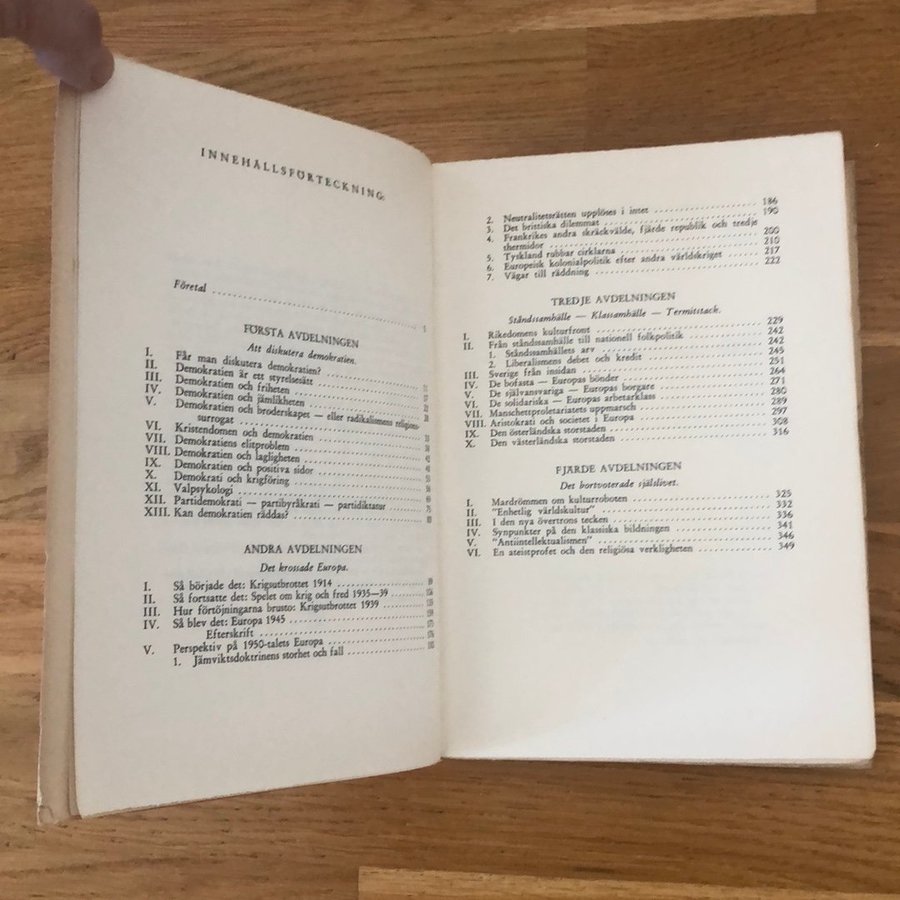 INNEHÅLLSFÖRTECKNING
Företal
FÖRSTA AVDELNINGEN
Att diskutera demokratien.
I. Får man diskutera demokratien?
II. Demokratien är ett styrelsesätt
III. Demokratien och friheten
IV. Demokratien och jämlikheten
V. Demokratien och broderskapet — eller radikalismens religions-
surrogat
VI. Kristendomen och demokratien
VII. Demokratiens elitproblem
VIII. Demokratien och lagligheten
IX. Demokratien och positiva sidor
X. Demokrati och krigföring
XI. Valpsykologi
XII. Partidemokrati — partibyråkrati — partidiktatur
XIII. Kan demokratien räddas?
ANDRA AVDELNINGEN
Det krossade Europa.
I. Så började det: Krigsutbrottet 1914
II. Så fortsatte det: Spelet om krig och fred 1935—39
III. Hur förtöjningarna brusto: Krigsutbrottet 1939
IV. Så blev det: Europa 1945
Efterskrift
V. Perspektiv på 1950-talets Europa
1. Jämviktsdoktrinens storhet och fall
2. Neutralitetsrätten upplöses i intet 186
3. Det brittiska dilemmat 190
4. Frankrikes andra skräckvälde, fjärde republik och tredje
thermidor 200
5. Tyskland rubbar cirklarna 210
6. Europeisk kolonialpolitik efter andra världskriget 217
7. Vägar till räddning 222
TREDJE AVDELNINGEN
Ståndssamhälle — Klassamhälle — Termitstack.
I. Rikedomens kulturfront 229
II. Från ståndssamhälle till nationell folkpolitik 242
1. Ståndssamhällets arv 242
2. Liberalismens debet och kredit 245
III. Sverige från insidan 251
IV. De bofasta — Europas bönder 264
V. De självansvariga — Europas borgare 271
VI. De solidariska — Europas arbetarklass 280
VII. Manschettproletariatets uppmarsch 289
VIII. Aristokrati och societet i Europa 297
IX. Den österländska storstaden 308
X. Den västerländska storstaden 316
FJÄRDE AVDELNINGEN
Det bortvoterade själslivet.
I. Mardrömmen om kulturroboten 325
II. "Enhetlig världskultur" 332
III. I den nya övertrons tecken 336
IV. Synpunkter på den klassiska bildningen 341
V. "Antiintellektualismen" 346
VI. En ateistprofet och den religiösa verkligheten 349